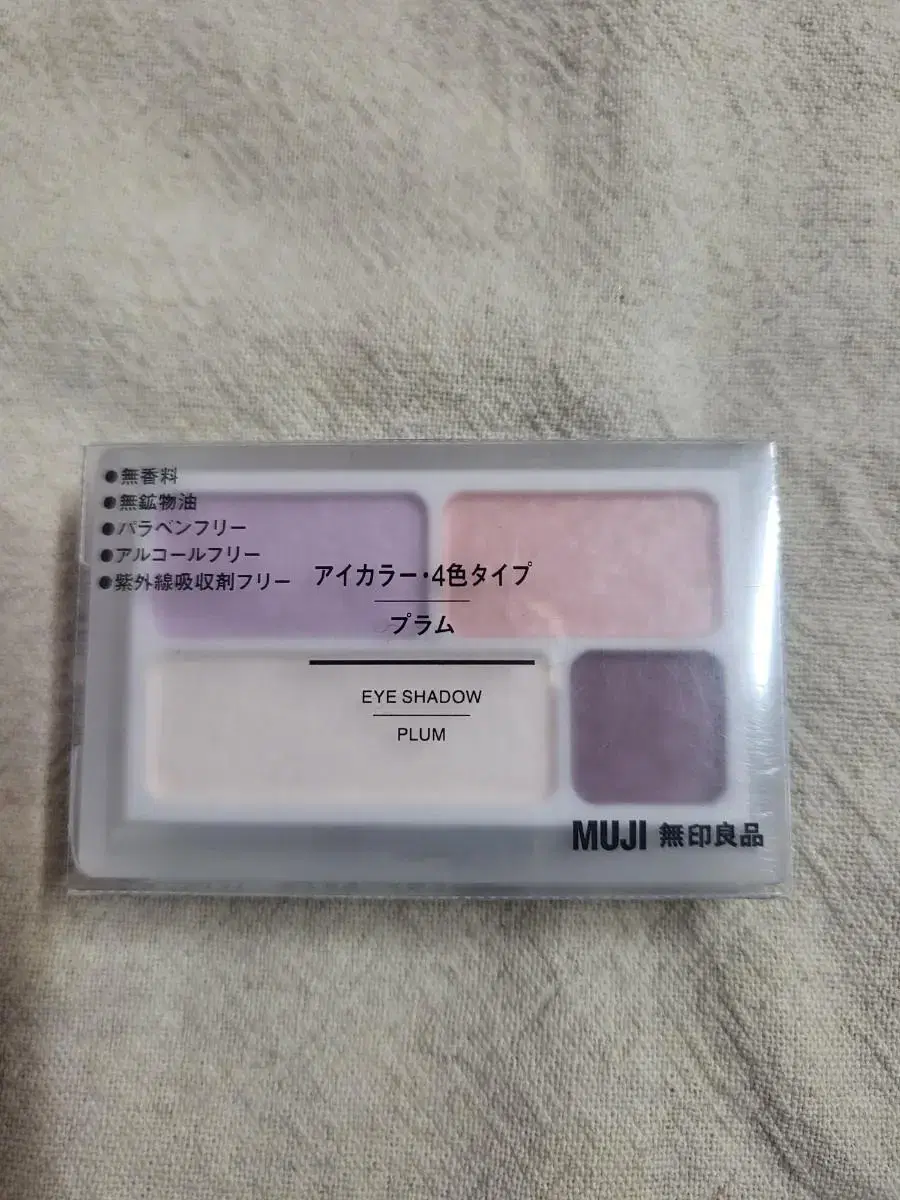 ●無香料
●無鉱物油
●パラベンフリー
●アルコールフリー
●紫外線吸収剤フリー
アイカラー・4色タイプ
プラム
EYE SHADOW
PLUM
MUJI 無印良品